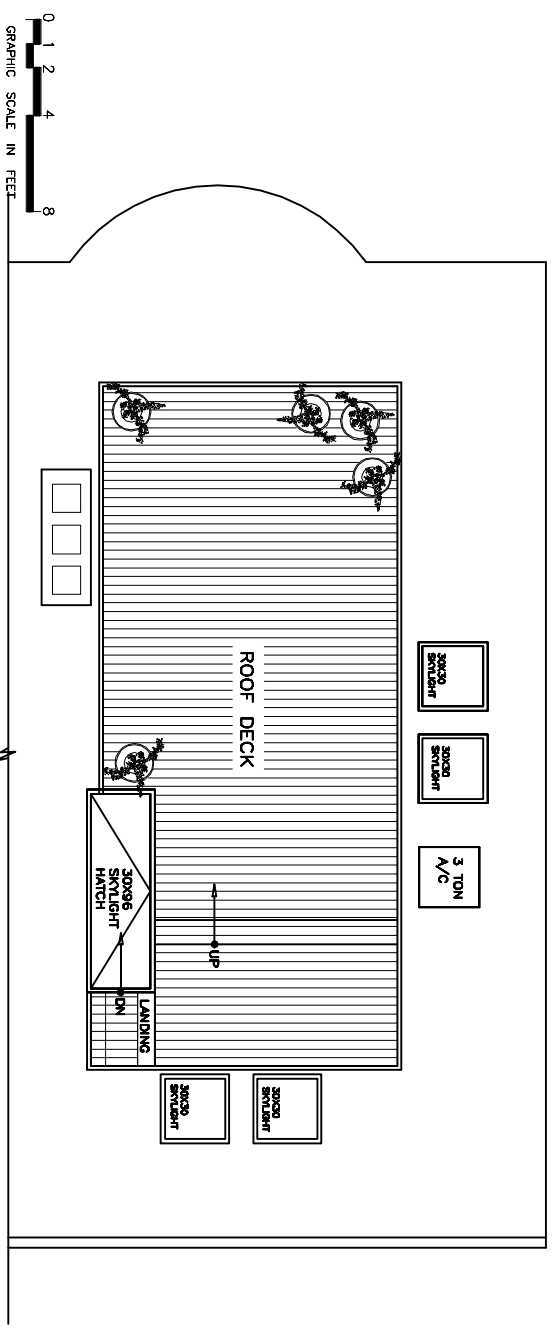 30X30
SKYLIGHT
30X30
SKYLIGHT
3 TON
A/C
30X30
SKYLIGHT
ROOF DECK
UP
30X30
SKYLIGHT
LANDING
30X96
SKYLIGHT
HATCH
DN
0 1 2 4 8
GRAPHIC SCALE IN FEET